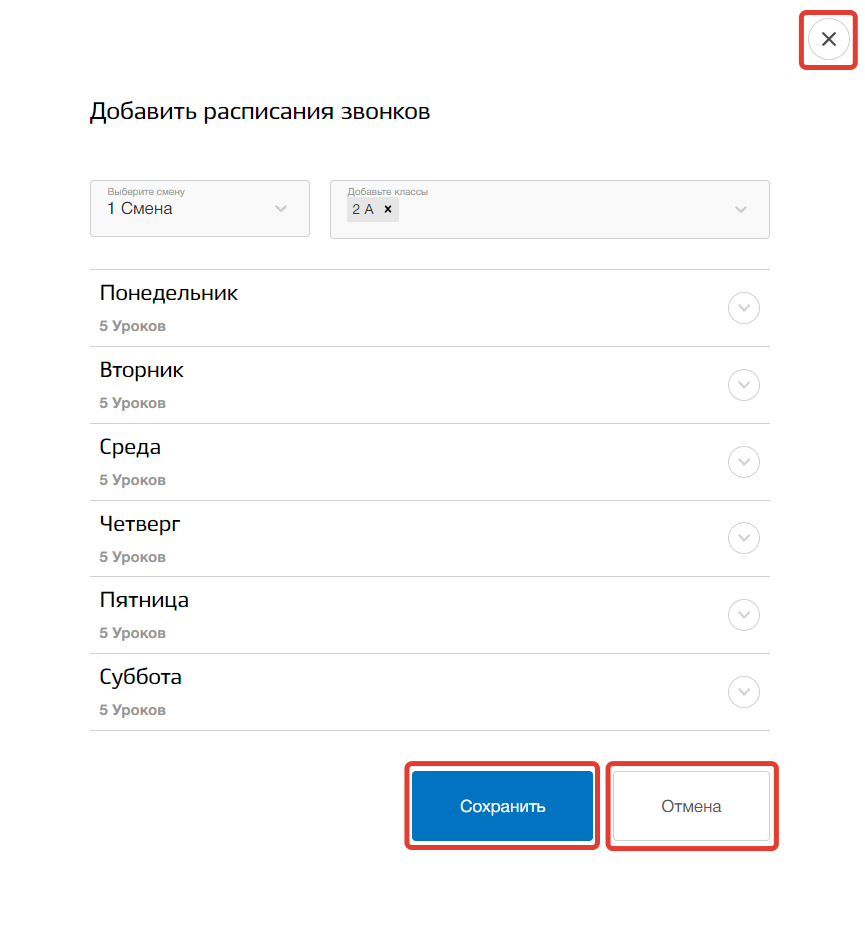 Добавить расписания звонков
Выберите смену
1 Смена
Добавьте классы
2 А ×
Понедельник
5 Уроков
Вторник
5 Уроков
Среда
5 Уроков
Четверг
5 Уроков
Пятница
5 Уроков
Суббота
5 Уроков
Сохранить
Отмена